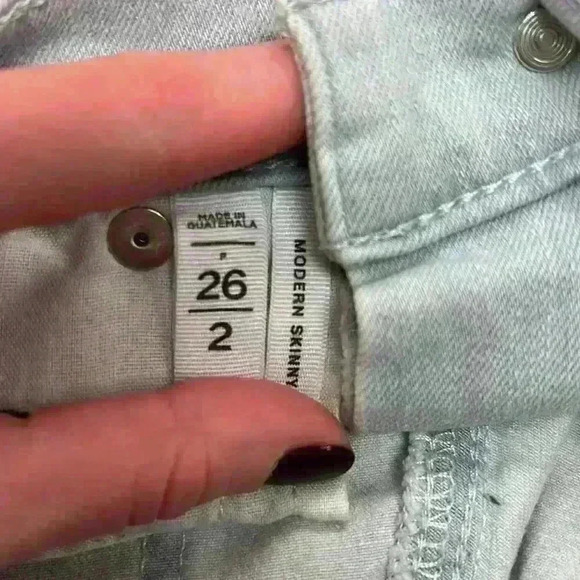 MADE IN
GUATEMALA
P
26
2
MODERN SKINNY